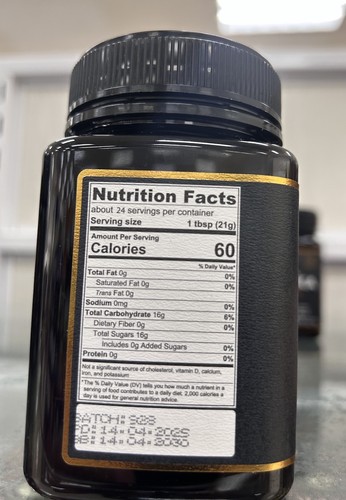 Nutrition Facts
about 24 servings per container
Serving size 1 tbsp (21g)
Amount Per Serving
Calories 60
% Daily Value*
Total Fat 0g 0%
Saturated Fat 0g 0%
Trans Fat 0g
Sodium 0mg 0%
Total Carbohydrate 16g 6%
Dietary Fiber 0g 0%
Total Sugars 16g
Includes 0g Added Sugars 0%
Protein 0g 0%
Not a significant source of cholesterol, vitamin D, calcium,
iron, and potassium
*The % Daily Value (DV) tells you how much a nutrient in a
serving of food contributes to a daily diet. 2,000 calories a
day is used for general nutrition advice.
BATCH: 928
PD: 14.04.2025
BB: 14.04.2030